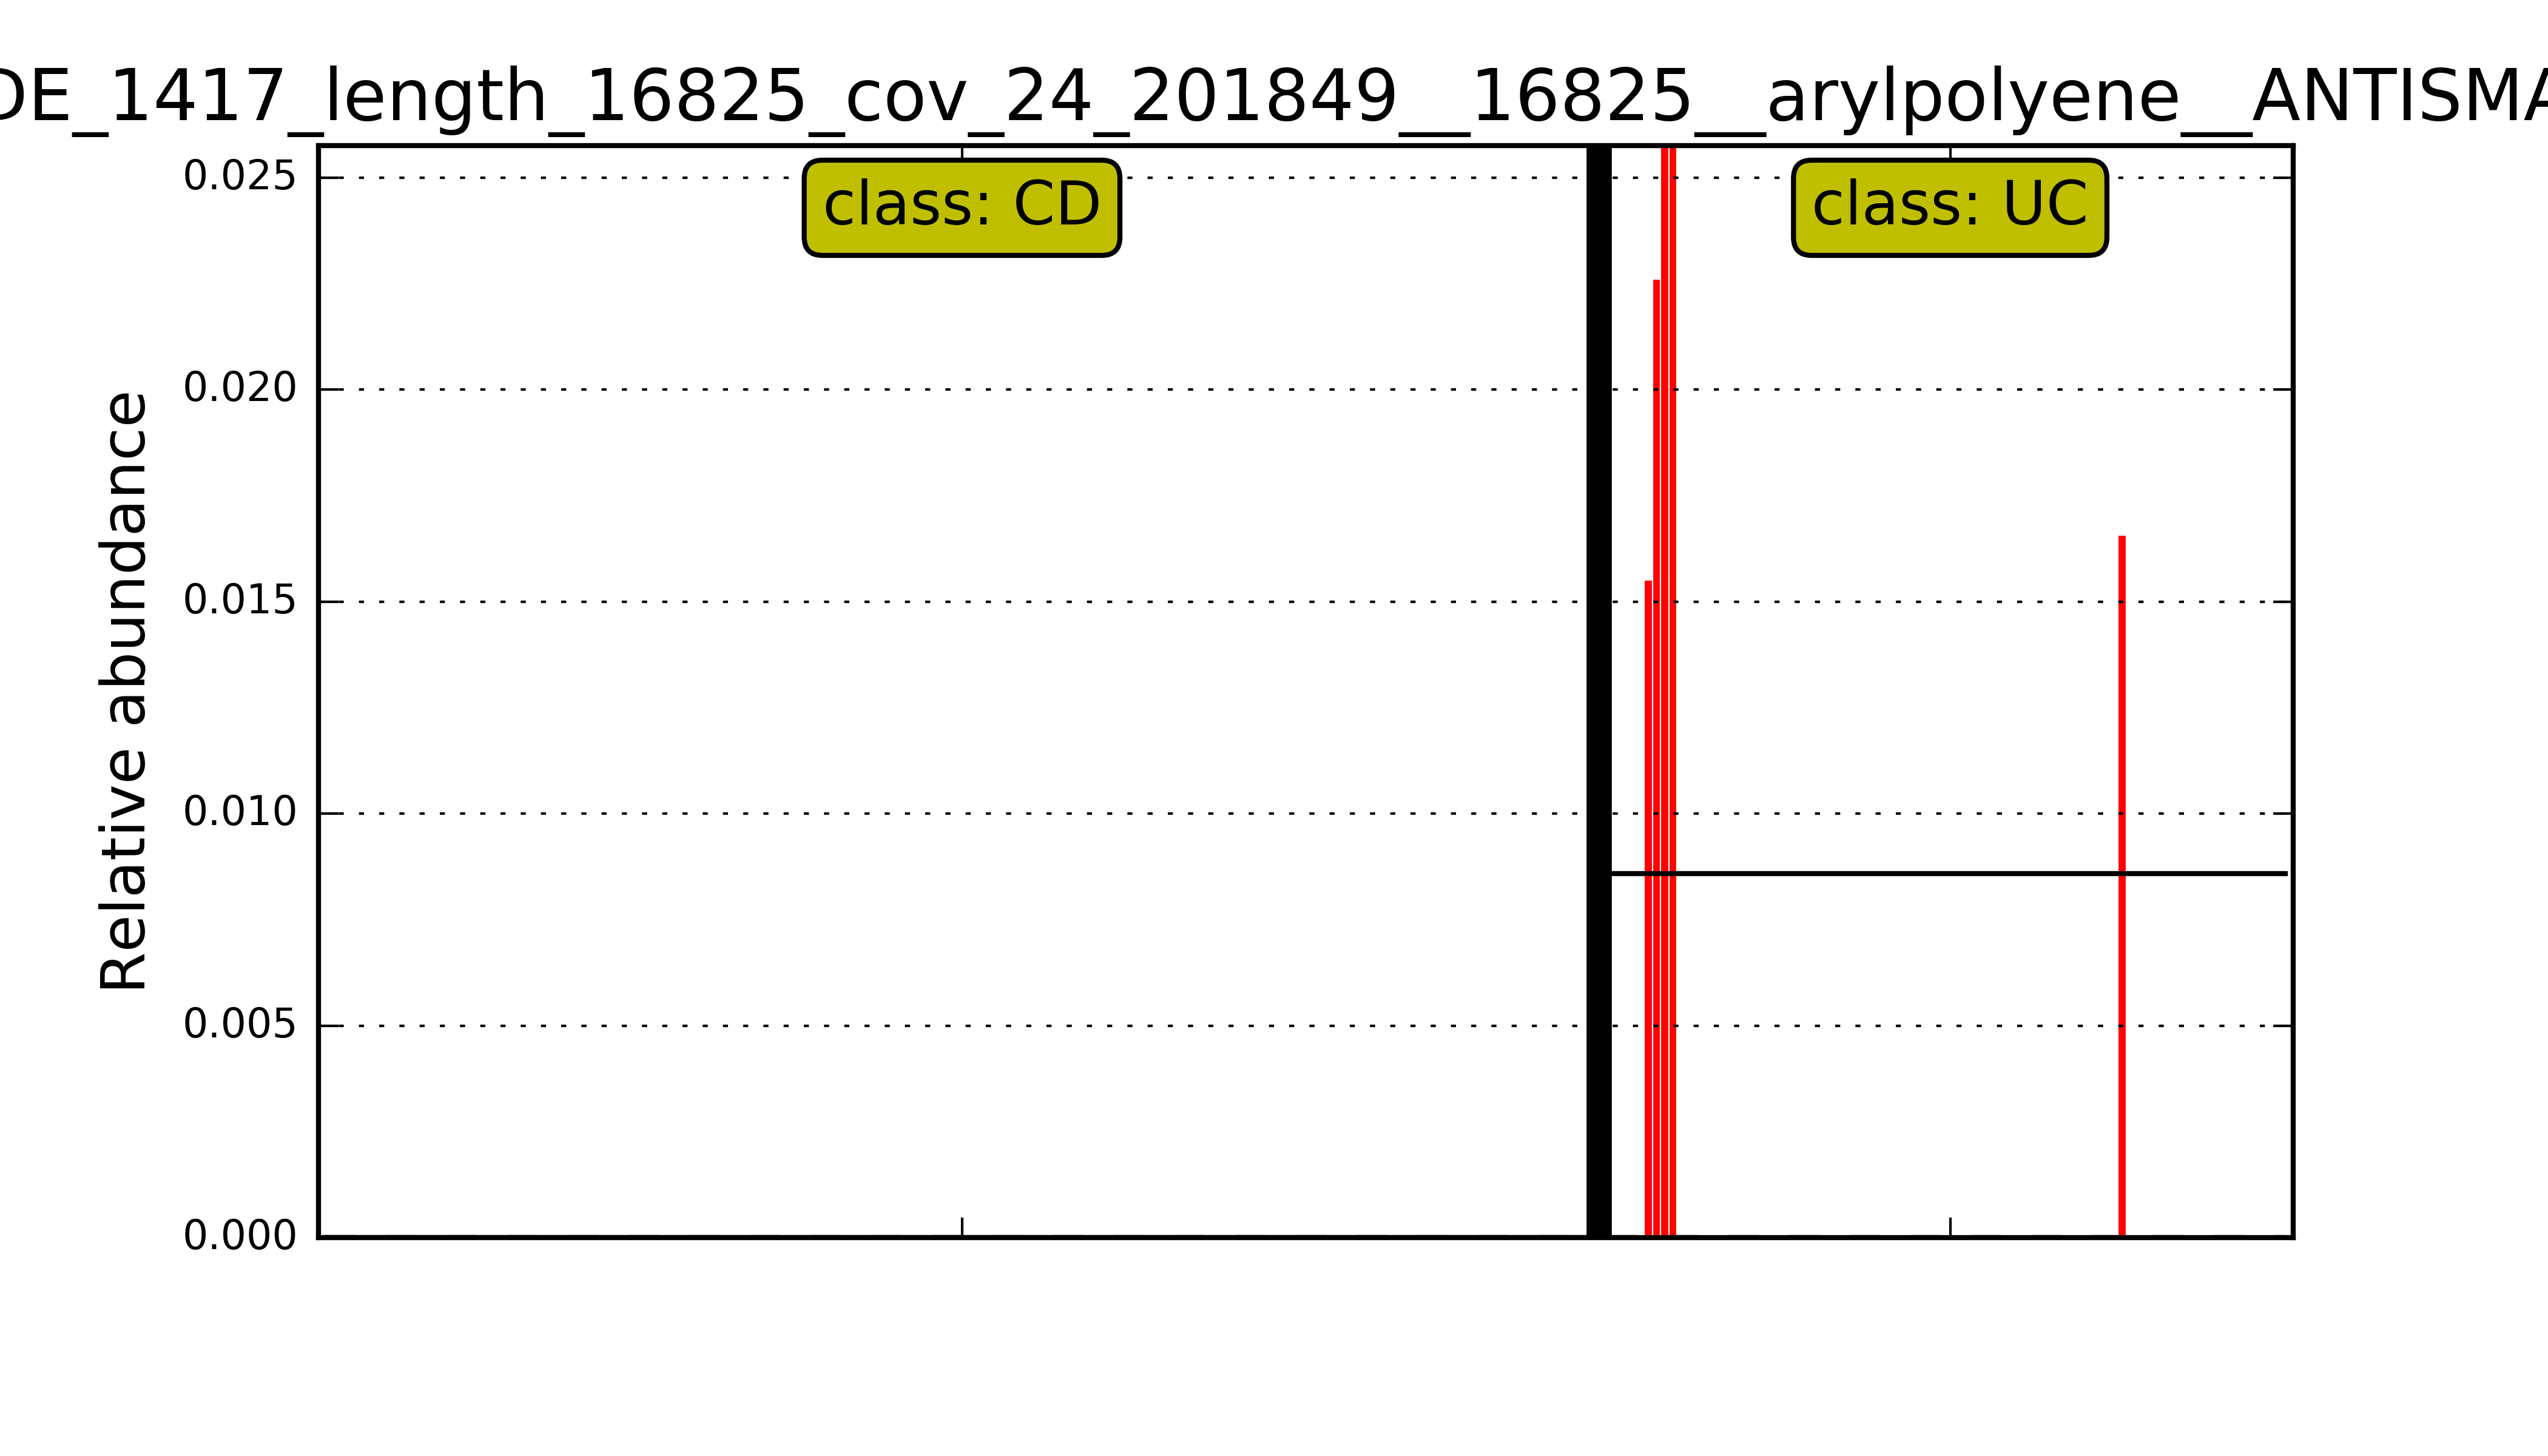 DE_1417_length_16825_cov_24_201849__16825__arylpolyene__ANTISMA
class: CD
class: UC
0.025
0.020
0.015
0.010
0.005
0.000
Relative abundance